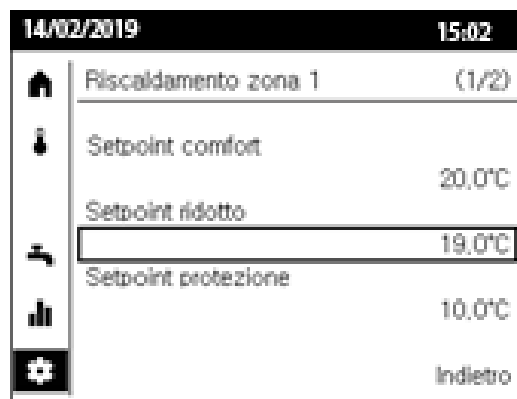 14/02/2019 15:02
Riscaldamento zona 1 (1/2)
Setpoint comfort
20.0°C
Setpoint ridotto
19.0°C
Setpoint protezione
10.0°C
Indietro